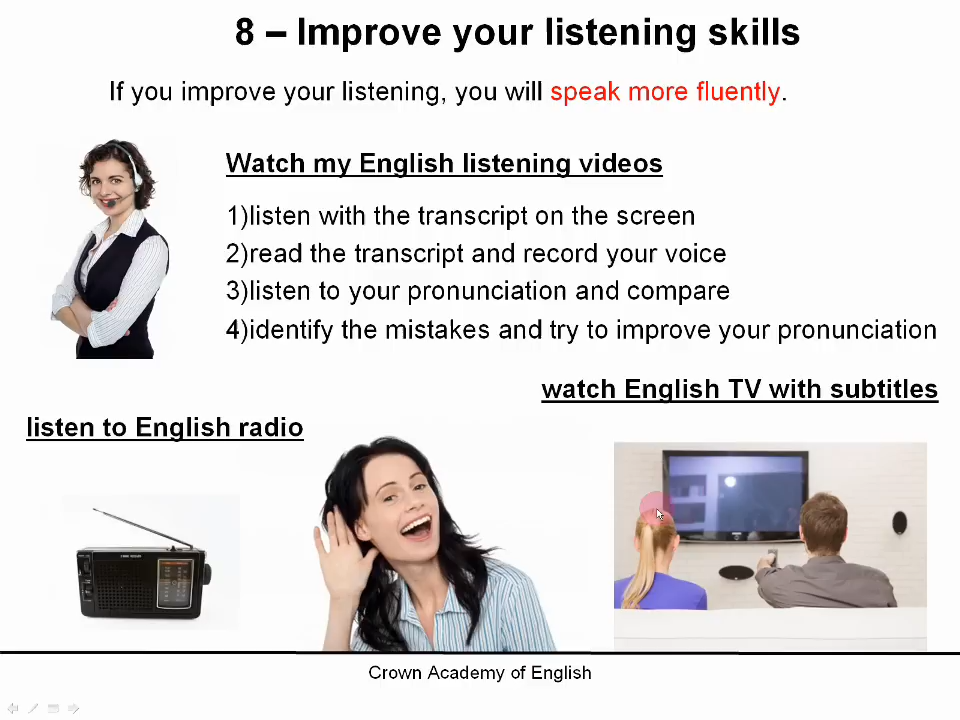 8 – Improve your listening skills
If you improve your listening, you will speak more fluently.
Watch my English listening videos
1)listen with the transcript on the screen
2)read the transcript and record your voice
3)listen to your pronunciation and compare
4)identify the mistakes and try to improve your pronunciation
watch English TV with subtitles
listen to English radio
Crown Academy of English